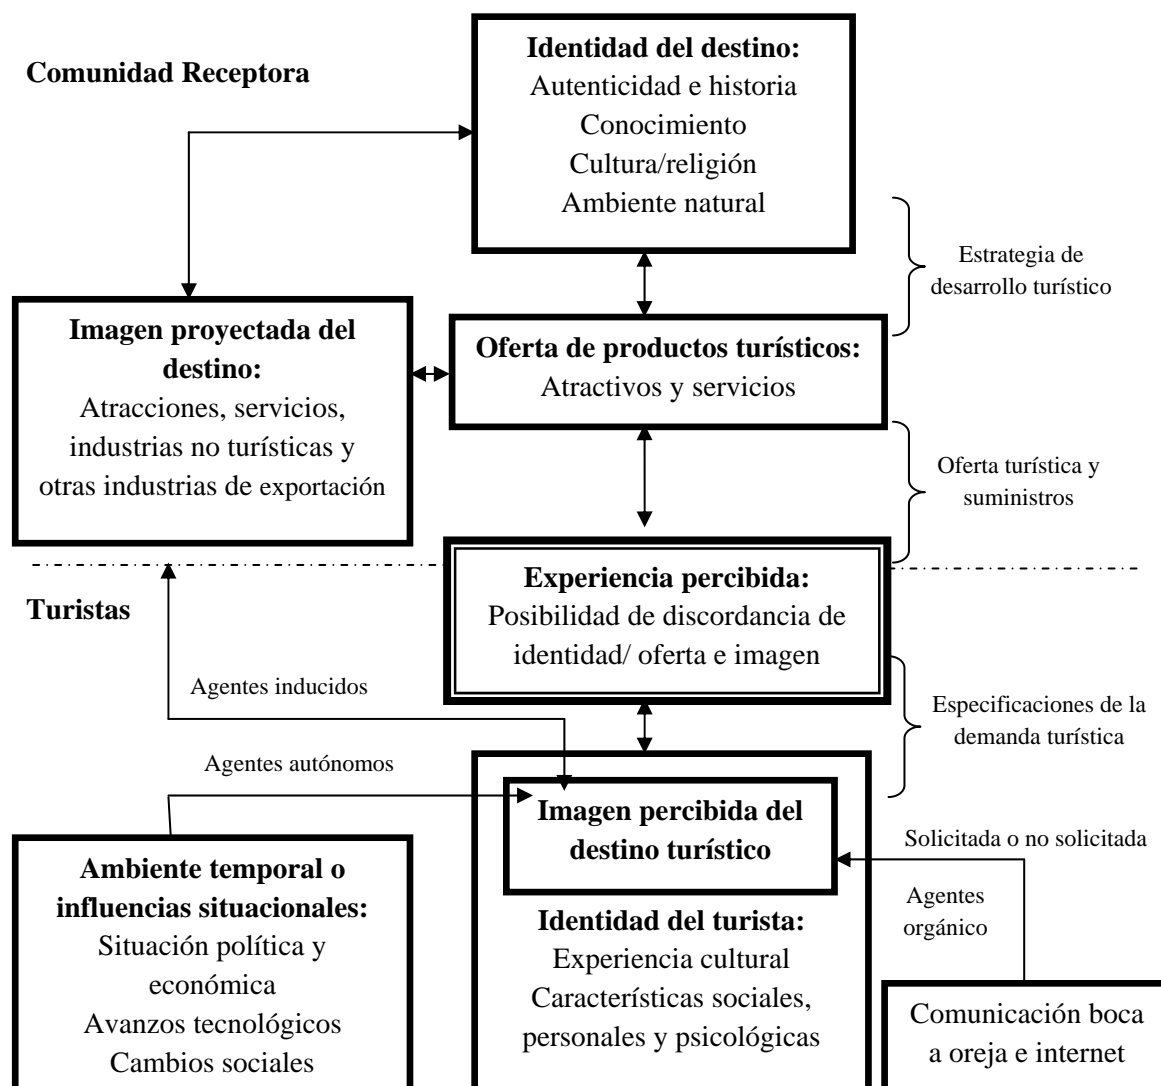 Comunidad Receptora
Identidad del destino:
Autenticidad e historia
Conocimiento
Cultura/religión
Ambiente natural
Estrategia de
desarrollo turístico
Imagen proyectada del
destino:
Atracciones, servicios,
industrias no turísticas y
otras industrias de exportación
Oferta de productos turísticos:
Atractivos y servicios
Oferta turística y
suministros
Turistas
Experiencia percibida:
Posibilidad de discordancia de
identidad/ oferta e imagen
Agentes inducidos
Especificaciones de la
demanda turística
Agentes autónomos
Imagen percibida del
destino turístico
Solicitada o no solicitada
Agentes
orgánico
Ambiente temporal o
influencias situacionales:
Situación política y
económica
Avanzos tecnológicos
Cambios sociales
Identidad del turista:
Experiencia cultural
Características sociales,
personales y psicológicas
Comunicación boca
a oreja e internet